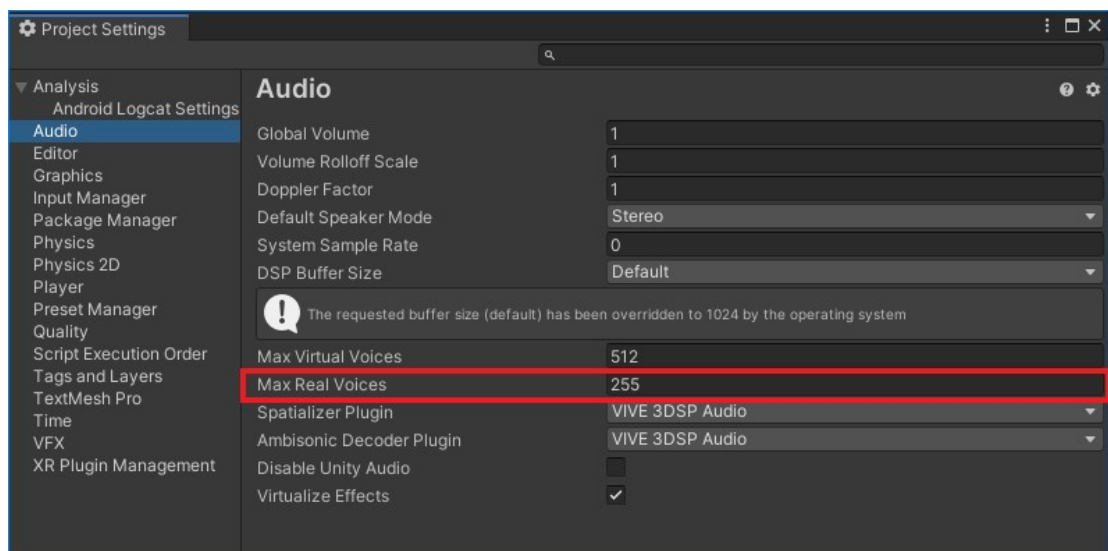 Project Settings
Analysis
Android Logcat Settings
Audio
Editor
Graphics
Input Manager
Package Manager
Physics
Physics 2D
Player
Preset Manager
Quality
Script Execution Order
Tags and Layers
TextMesh Pro
Time
VFX
XR Plugin Management
Audio
Global Volume 1
Volume Rolloff Scale 1
Doppler Factor 1
Default Speaker Mode Stereo
System Sample Rate 0
DSP Buffer Size Default
The requested buffer size (default) has been overridden to 1024 by the operating system
Max Virtual Voices 512
Max Real Voices 255
Spatializer Plugin VIVE 3DSP Audio
Ambisonic Decoder Plugin VIVE 3DSP Audio
Disable Unity Audio
Virtualize Effects